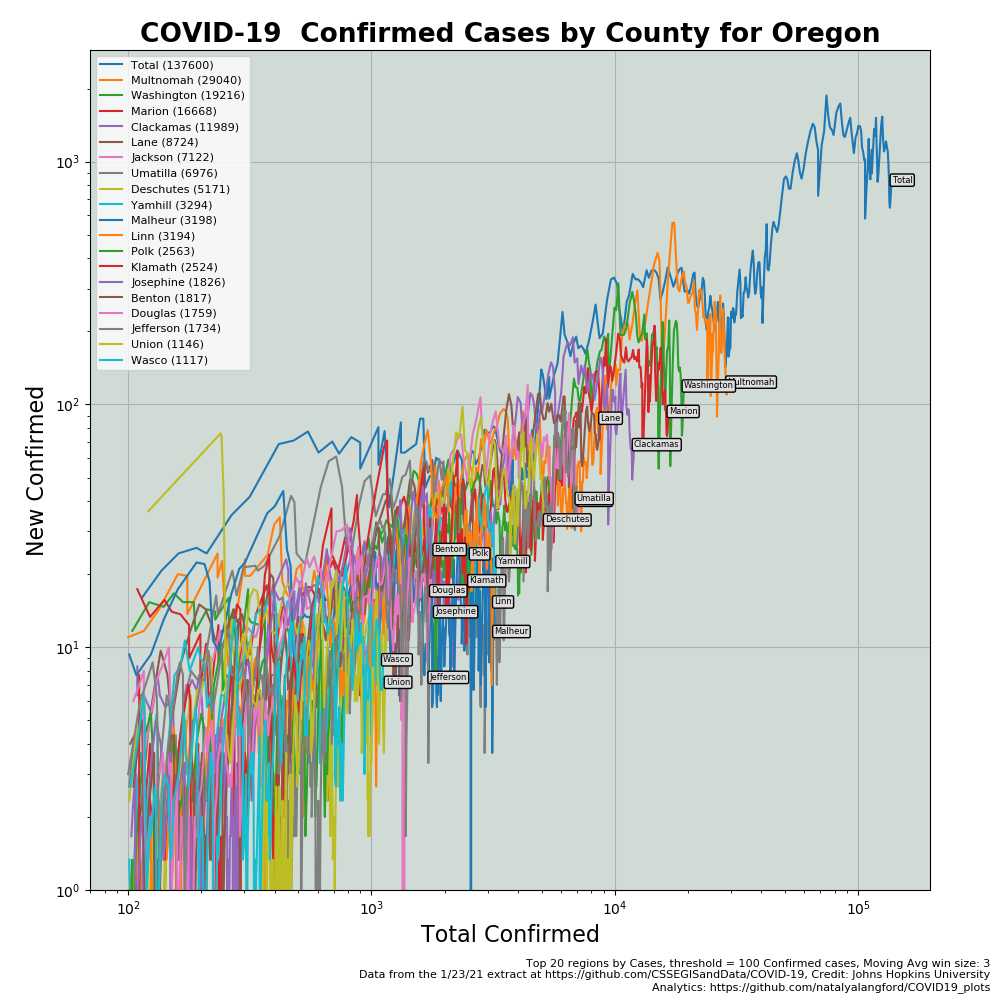 COVID-19  Confirmed Cases by County for Oregon
Total (137600)
Multnomah (29040)
Washington (19216)
Marion (16668)
Clackamas (11989)
Lane (8724)
Jackson (7122)
Umatilla (6976)
Deschutes (5171)
Yamhill (3294)
Malheur (3198)
Linn (3194)
Polk (2563)
Klamath (2524)
Josephine (1826)
Benton (1817)
Douglas (1759)
Jefferson (1734)
Union (1146)
Wasco (1117)
New Confirmed
10³
10²
10¹
10⁰
Total
Washington
Multnomah
Marion
Lane
Clackamas
Umatilla
Deschutes
Benton
Polk
Yamhill
Klamath
Douglas
Linn
Josephine
Malheur
Wasco
Jefferson
Union
10²
10³
10⁴
10⁵
Total Confirmed
Top 20 regions by Cases, threshold = 100 Confirmed cases, Moving Avg win size: 3
Data from the 1/23/21 extract at https://github.com/CSSEGISandData/COVID-19, Credit: Johns Hopkins University
Analytics: https://github.com/natalyalangford/COVID19_plots